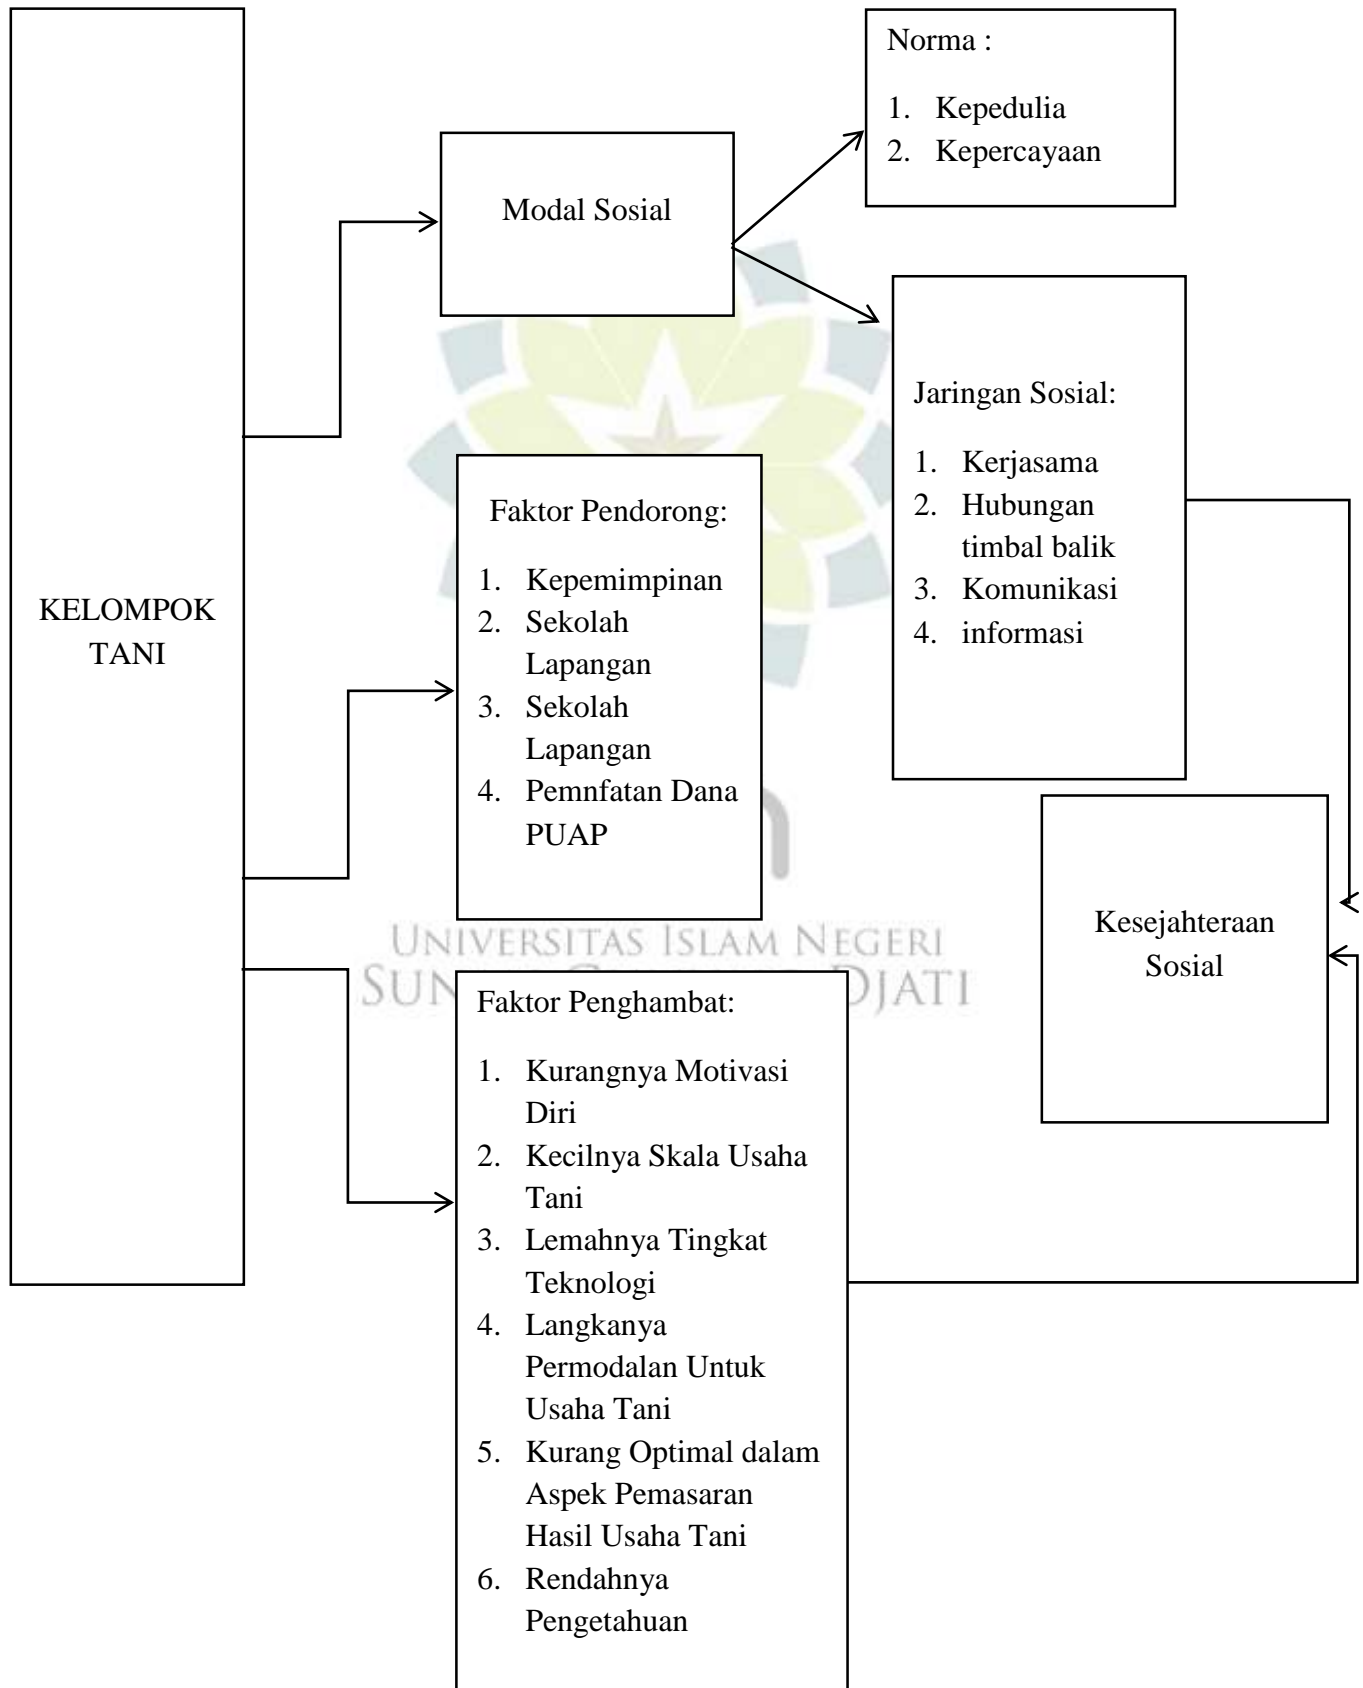 KELOMPOK
TANI
Modal Sosial
Norma :
1. Kepedulia
2. Kepercayaan
Jaringan Sosial:
1. Kerjasama
2. Hubungan
timbal balik
3. Komunikasi
4. informasi
Faktor Pendorong:
1. Kepemimpinan
2. Sekolah
Lapangan
3. Sekolah
Lapangan
4. Pemnfatan Dana
PUAP
Kesejahteraan
Sosial
UNIVERSITAS ISLAM NEGERI
DJATI
Faktor Penghambat:
1. Kurangnya Motivasi
Diri
2. Kecilnya Skala Usaha
Tani
3. Lemahnya Tingkat
Teknologi
4. Langkanya
Permodalan Untuk
Usaha Tani
5. Kurang Optimal dalam
Aspek Pemasaran
Hasil Usaha Tani
6. Rendahnya
Pengetahuan